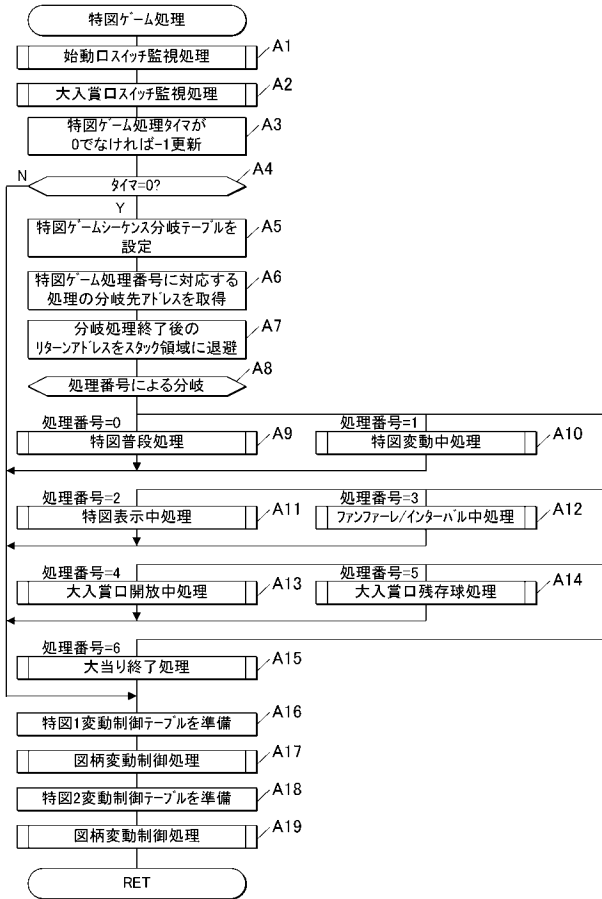 特図ゲーム処理
始動口スイッチ監視処理
A1
大入賞口スイッチ監視処理
A2
特図ゲーム処理タイマが
0でなければ-1更新
A3
N
タイマ=0?
A4
Y
特図ゲームシーケンス分岐テーブルを
設定
A5
特図ゲーム処理番号に対応する
処理の分岐先アドレスを取得
A6
分岐処理終了後の
リターンアドレスをスタック領域に退避
A7
処理番号による分岐
A8
処理番号=0
特図普段処理
A9
処理番号=1
特図変動中処理
A10
処理番号=2
特図表示中処理
A11
処理番号=3
ファンファーレ/インターバル中処理
A12
処理番号=4
大入賞口開放中処理
A13
処理番号=5
大入賞口残存球処理
A14
処理番号=6
大当り終了処理
A15
特図1変動制御テーブルを準備
A16
図柄変動制御処理
A17
特図2変動制御テーブルを準備
A18
図柄変動制御処理
A19
RET